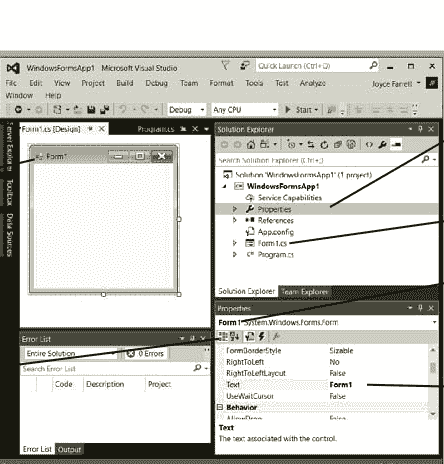 WindowsFormsApp1 - Microsoft Visual Studio
Quick Launch (Ctrl+Q)
File Edit View Project Build Debug Team Format Tools Test Analyze
Joyce Farrell
Window Help
Debug Any CPU Start
Server Explorer
Toolbox
Data Sources
Form1.cs [Design] Program.cs
Form1
Solution Explorer
Search Solution Explorer (Ctrl+;)
Solution 'WindowsFormsApp1' (1 project)
WindowsFormsApp1
Service Capabilities
Properties
References
App.config
Form1.cs
Program.cs
Solution Explorer Team Explorer
Error List
Entire Solution 0 Errors
Search Error List
Code Description Project
Error List Output
Properties
Form1 System.Windows.Forms.Form
FormBorderStyle Sizable
RightToLeft No
RightToLeftLayout False
Text Form1
UseWaitCursor False
Behavior
AllowDrop False
Text
The text associated with the control.